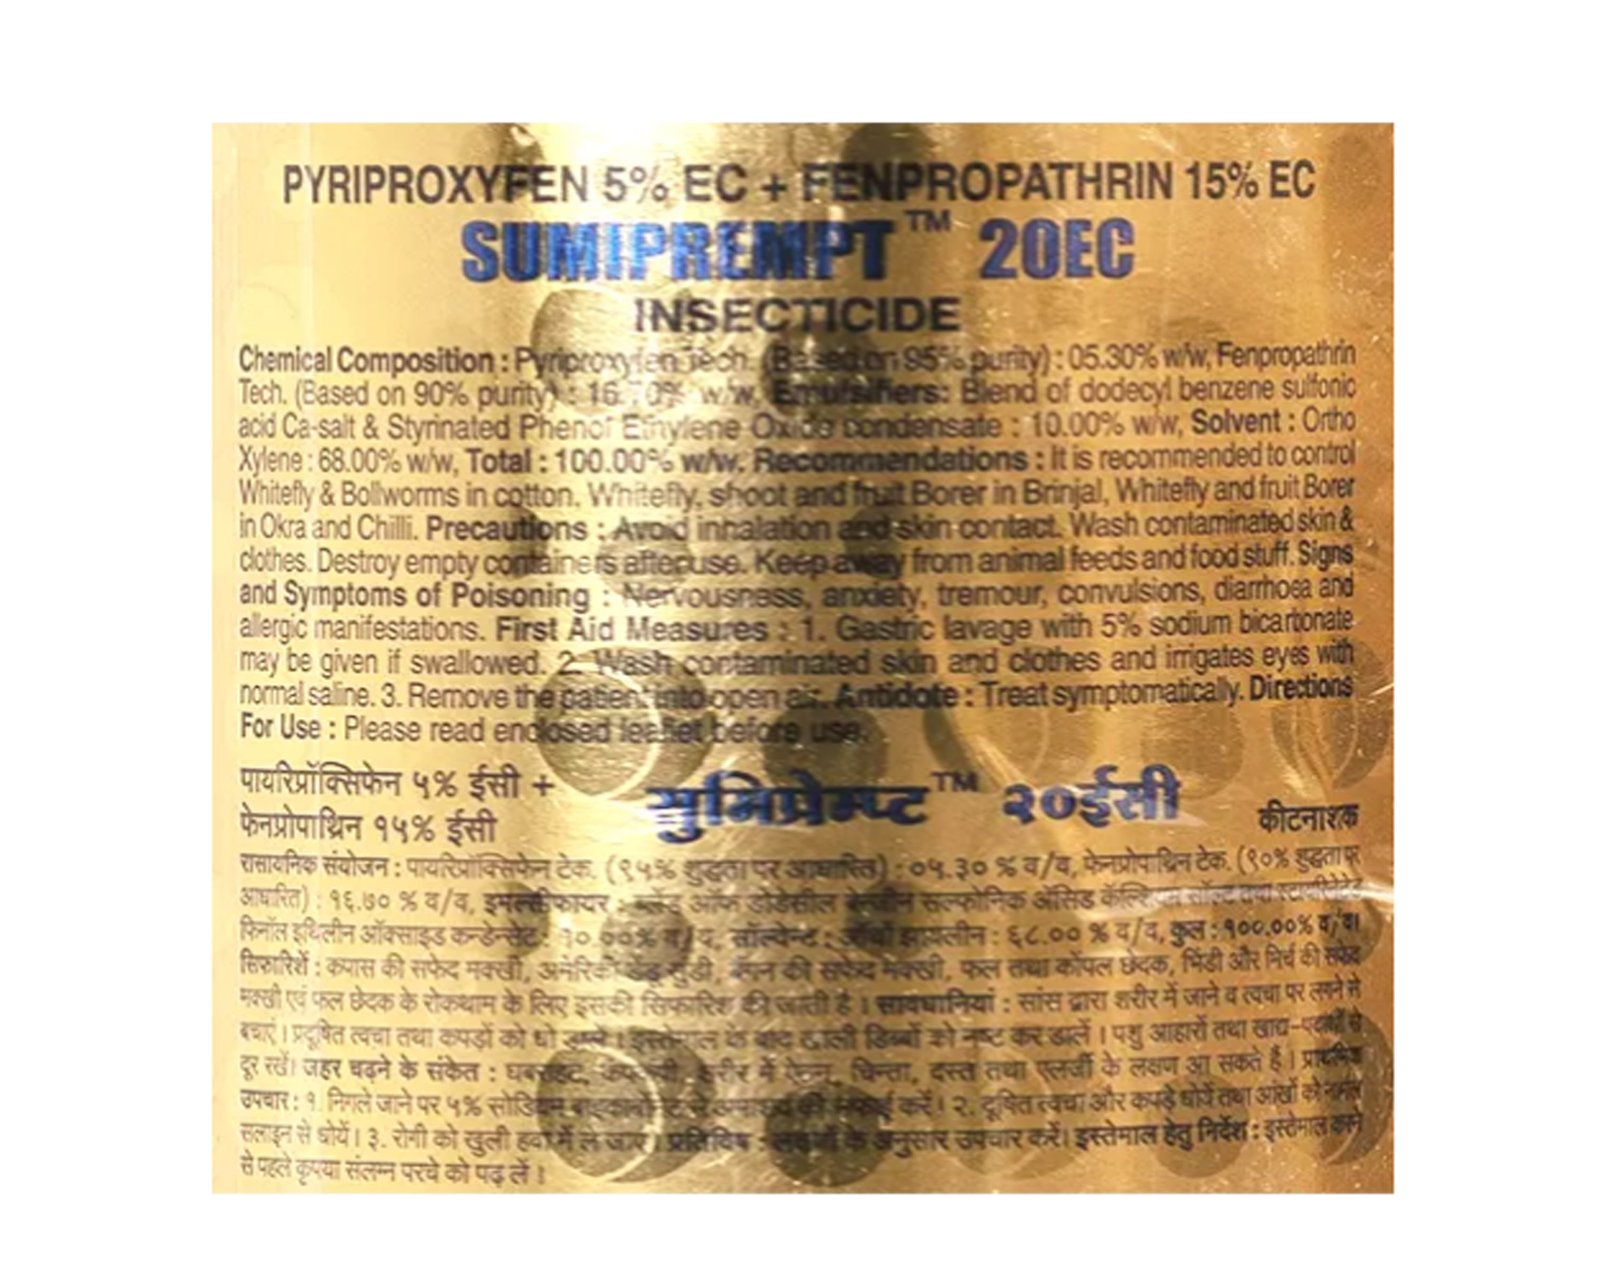 PYRIPROXYFEN 5% EC + FENPROPATHRIN 15% EC
SUMIPREMPT™ 20EC
INSECTICIDE
Chemical Composition : Pyriproxyfen Tech. (Based on 95% purity) : 05.30% w/w, Fenpropathrin
Tech. (Based on 90% purity) : 16.70% w/w, Emulsifiers: Blend of dodecyl benzene sulfonic
acid Ca-salt & Styrinated Phenol Ethylene Oxide condensate : 10.00% w/w, Solvent : Ortho
Xylene : 68.00% w/w, Total : 100.00% w/w. Recommendations : It is recommended to control
Whitefly & Bollworms in cotton, Whitefly, shoot and fruit Borer in Brinjal, Whitefly and fruit Borer
in Okra and Chilli. Precautions : Avoid inhalation and skin contact. Wash contaminated skin &
clothes. Destroy empty containers after use. Keep away from animal feeds and food stuff. Signs
and Symptoms of Poisoning : Nervousness, anxiety, tremour, convulsions, diarrhoea and
allergic manifestations. First Aid Measures : 1. Gastric lavage with 5% sodium bicartonate
may be given if swallowed. 2. Wash contaminated skin and clothes and irrigates eyes with
normal saline. 3. Remove the patient into open air. Antidote : Treat symptomatically. Directions
For Use : Please read enclosed leaflet before use.
पायरिप्रॉक्सिफेन ५% ईसी +
फेनप्रोपाथ्रिन १५% ईसी
सुमिप्रेम्प्ट™ २०ईसी
कीटनाशक
रासायनिक संयोजन : पायरिप्रॉक्सिफेन टेक. (९५% शुद्धता पर आधारित) : ०५.३० % व/व, फेनप्रोपाथ्रिन टेक. (९०% शुद्धता पर
आधारित) : १६.७० % व/व, इमल्सीफायर : ब्लेंड ऑफ डोडेसील बेन्जीन सल्फोनिक ॲसिड
फिनॉल इथिलीन ऑक्साइड कन्डेन्सेट : १०.००% व/व, सॉल्वेन्ट : ऑर्थो झायलीन : ६८.०० % व/व, कुल : १००.००% व/व।
सिफारिशें : कपास की सफेद मक्खी, सुंडी, बैंगन की सफेद मक्खी, फल तथा कोंपल छेदक, भिंडी और मिर्च की सफेद
मक्खी एवं फल छेदक के रोकथाम के लिए इसकी सिफारिश की जाती है । सावधानियां : सांस द्वारा शरीर में जाने व त्वचा पर लगने से
बचाएं । प्रदूषित त्वचा तथा कपड़ों को धो डालें । इस्तेमाल के बाद खाली डिब्बों को नष्ट कर डालें । पशु आहारों तथा खाद्य-पदार्थों से
दूर रखें। जहर चढ़ने के संकेत : घबराहट, शरीर में ऐंठन, चिन्ता, दस्त तथा एलर्जी के लक्षण आ सकते हैं । प्राथमिक
उपचार : १. निगले जाने पर ५% सोडियम करें । २. दूषित त्वचा और कपड़े धोयें तथा आंखों को नार्मल
सलाइन से धोयें । ३. रोगी को खुली हवा में ले जाएं । प्रतिविष : लक्षणों के अनुसार उपचार करें। इस्तेमाल हेतु निर्देश : इस्तेमाल करने
से पहले कृपया संलग्न परचे को पढ़ लें ।